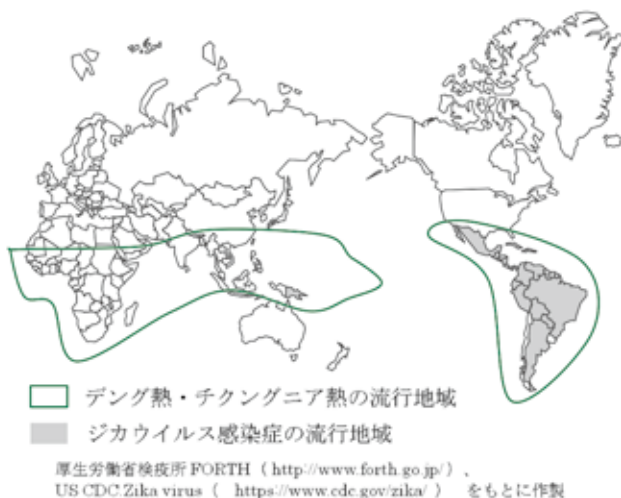 デング熱・チクングニア熱の流行地域
ジカウイルス感染症の流行地域
厚生労働省検疫所 FORTH（ http://www.forth.go.jp/ ）、
US CDC.Zika virus（ https://www.cdc.gov/zika/ ） をもとに作製